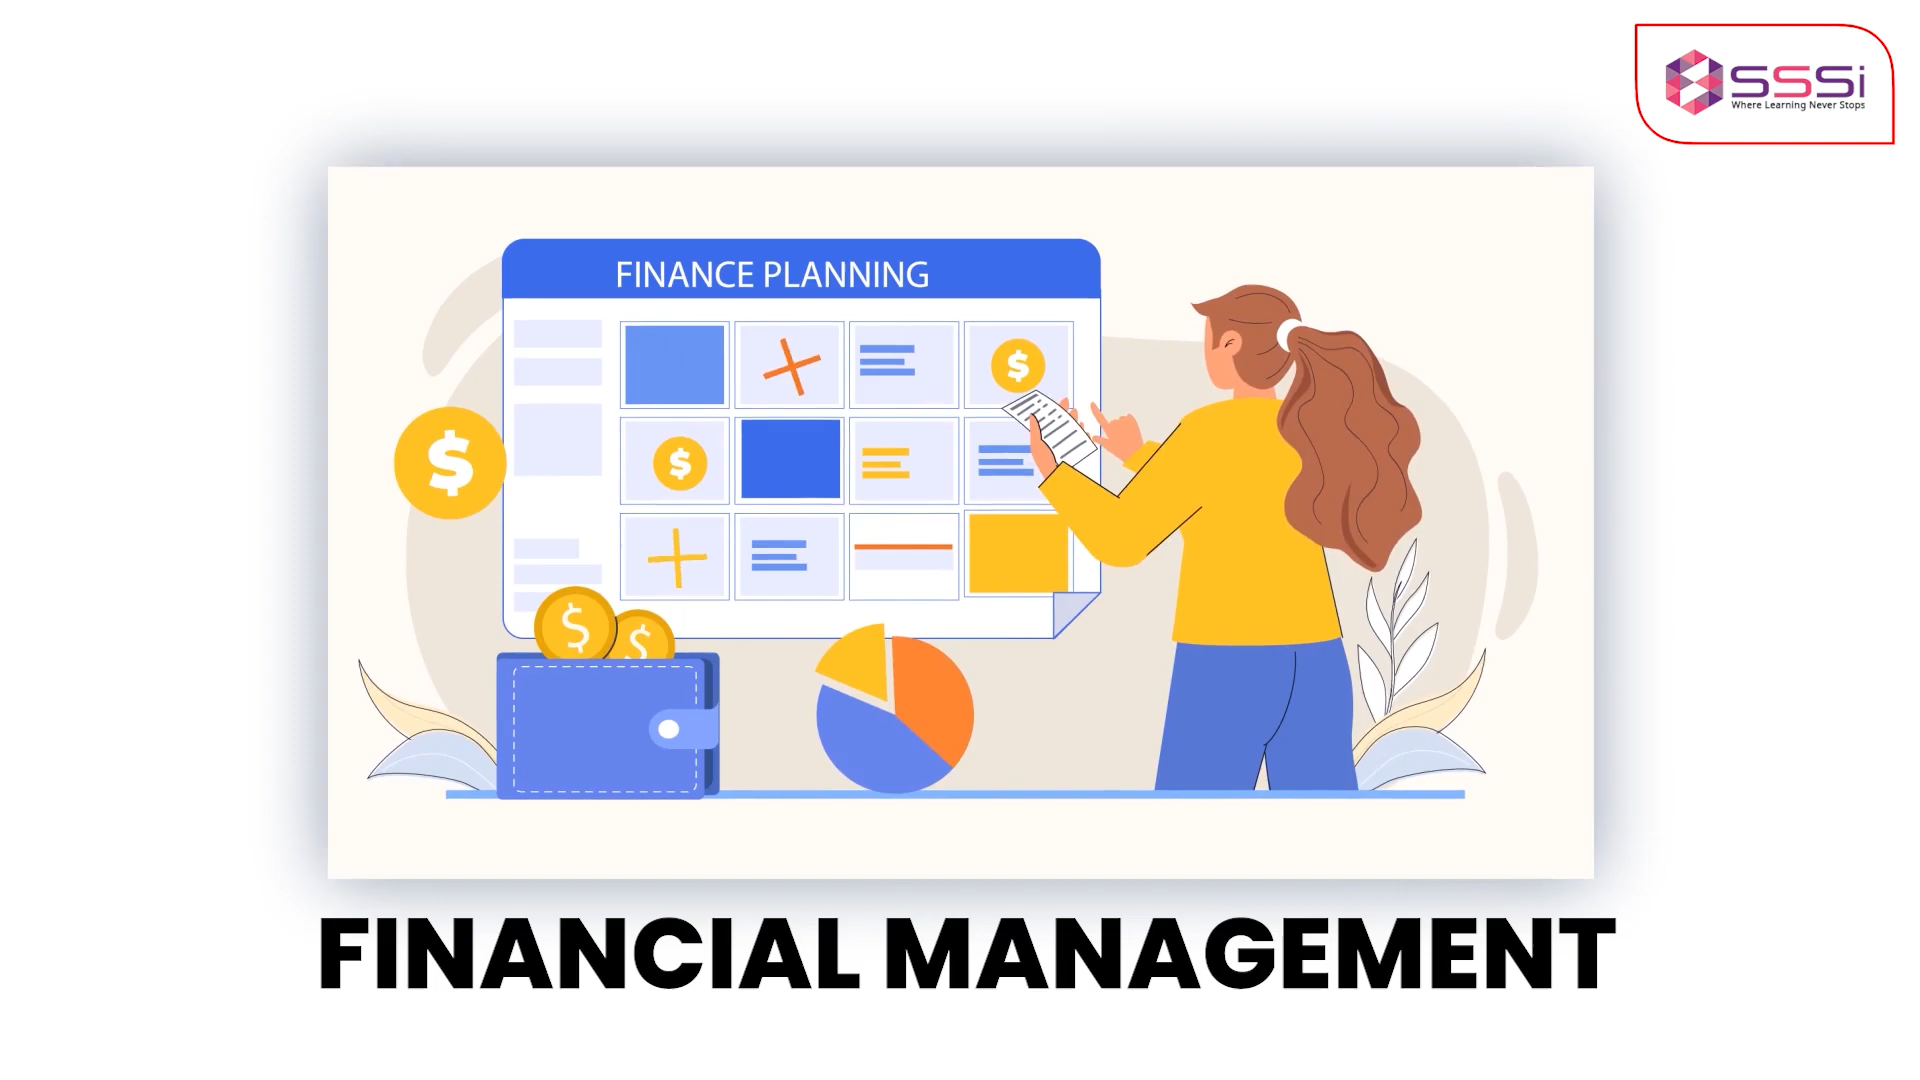 SSSi
Where Learning Never Stops
FINANCE PLANNING
$
$
$
$
$
FINANCIAL MANAGEMENT